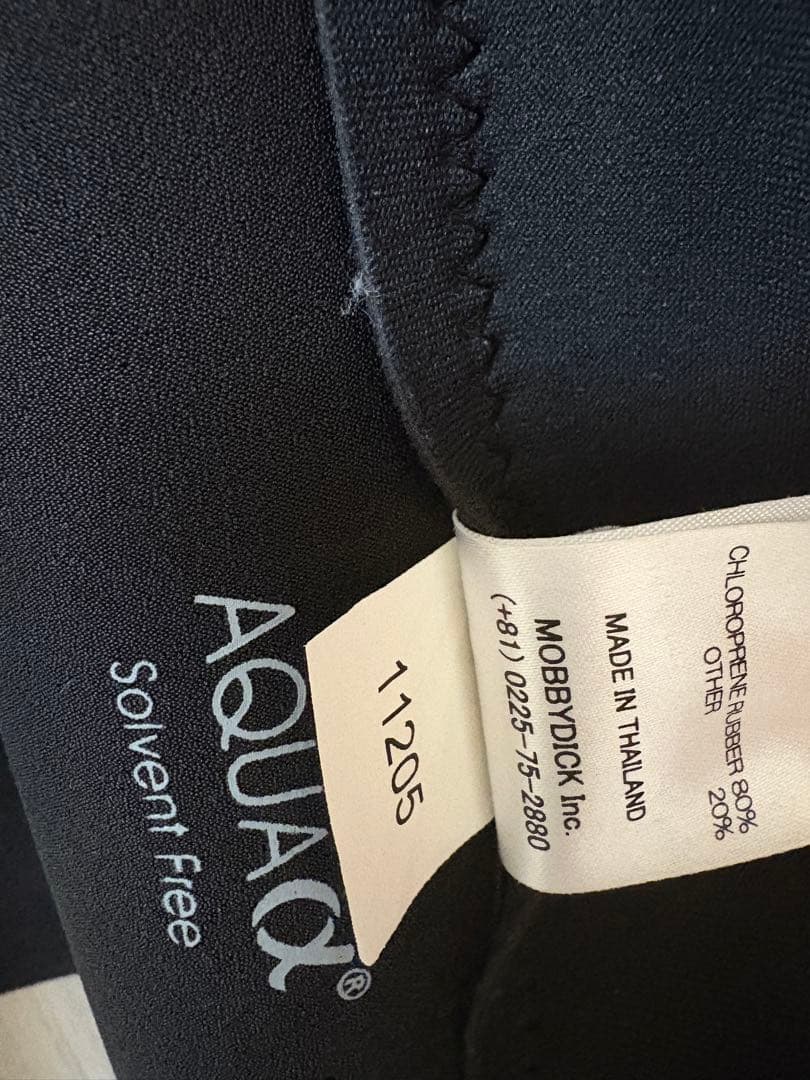 CHLOROPRENE RUBBER 80%
OTHER 20%
MADE IN THAILAND
MOBBYDICK Inc.
(+81) 0225-75-2880
11205
AQUAα®
Solvent Free